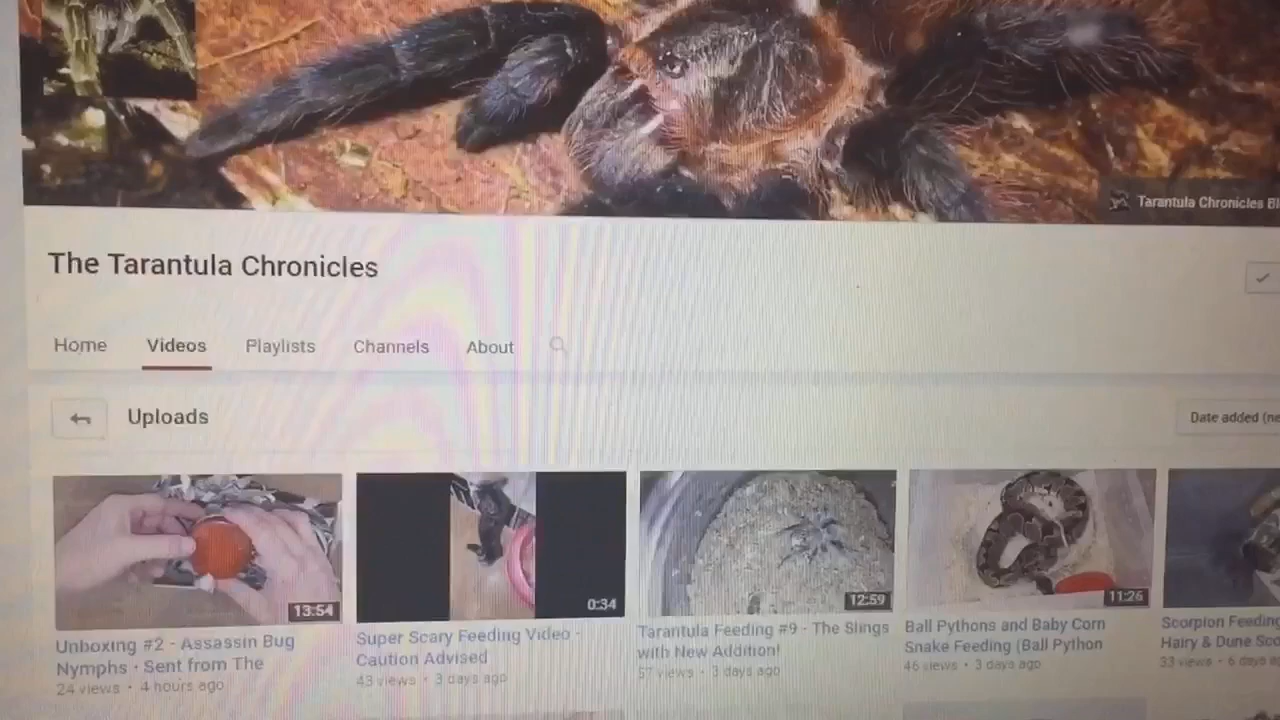 Tarantula Chronicles
The Tarantula Chronicles
Home Videos Playlists Channels About
Uploads
Date added
13:54
0:34
12:59
11:26
Unboxing #2 - Assassin Bug
Nymphs - Sent from The
24 views • 4 hours ago
Super Scary Feeding Video -
Caution Advised
43 views • 3 days ago
Tarantula Feeding #9 - The Slings
with New Addition!
57 views • 3 days ago
Ball Pythons and Baby Corn
Snake Feeding (Ball Python
46 views • 3 days ago
Scorpion Feeding
Hairy & Dune
33 views • 6 days